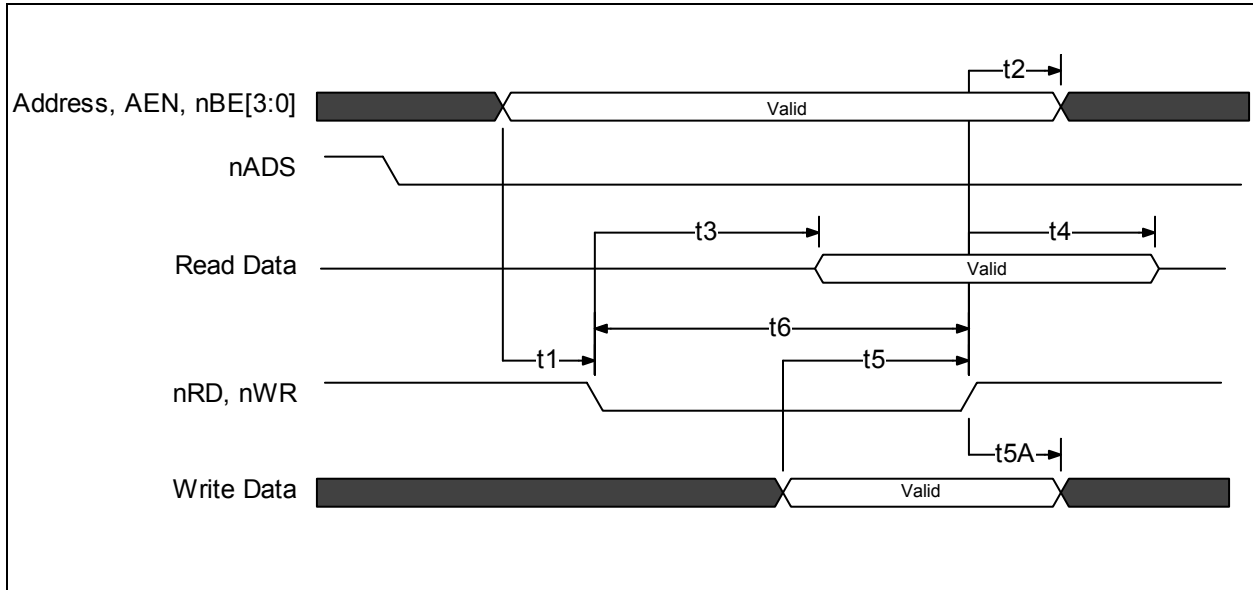 t2
Address, AEN, nBE[3:0]
Valid
nADS
t3
t4
Read Data
Valid
t6
t1
t5
nRD, nWR
t5A
Write Data
Valid